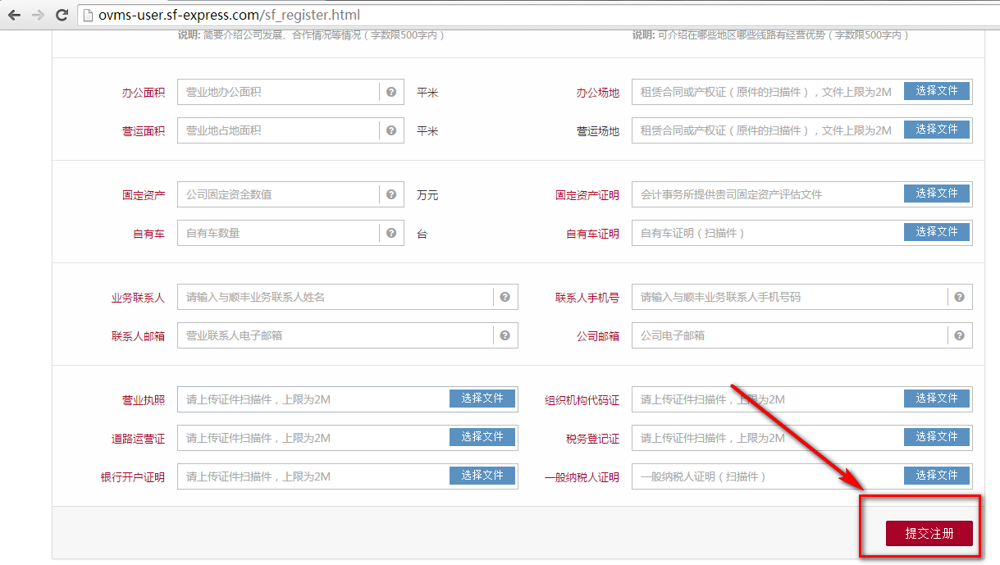 ovms-user.sf-express.com/sf_register.html
说明: 简要介绍公司发展、合作情况等情况（字数限500字内）
说明: 可介绍在哪些地区哪些线路有经营优势（字数限500字内）
办公面积 营业地办公面积 ? 平米
办公场地 租赁合同或产权证（原件的扫描件），文件上限为2M 选择文件
营运面积 营业地占地面积 ? 平米
营运场地 租赁合同或产权证（原件的扫描件），文件上限为2M 选择文件
固定资产 公司固定资金数值 ? 万元
固定资产证明 会计事务所提供贵司固定资产评估文件 选择文件
自有车 自有车数量 ? 台
自有车证明 自有车证明（扫描件） 选择文件
业务联系人 请输入与顺丰业务联系人姓名 ?
联系人手机号 请输入与顺丰业务联系人手机号码 ?
联系人邮箱 营业联系人电子邮箱 ?
公司邮箱 公司电子邮箱 ?
营业执照 请上传证件扫描件，上限为2M 选择文件
组织机构代码证 请上传证件扫描件，上限为2M 选择文件
道路运营证 请上传证件扫描件，上限为2M 选择文件
税务登记证 请上传证件扫描件，上限为2M 选择文件
银行开户证明 请上传证件扫描件，上限为2M 选择文件
一般纳税人证明 一般纳税人证明（扫描件） 选择文件
提交注册